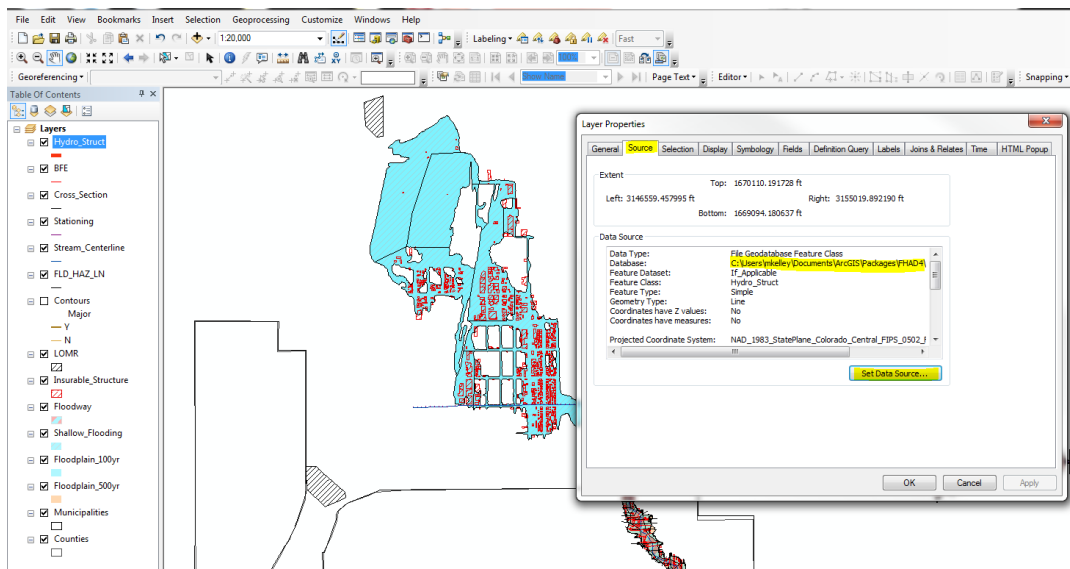 File Edit View Bookmarks Insert Selection Geoprocessing Customize Windows Help
1:20,000 Labeling Fast
100%
Georeferencing Show Name Page Text Editor Snapping
Table Of Contents
Layers
Hydro_Struct
BFE
Cross_Section
Stationing
Stream_Centerline
FLD_HAZ_LN
Contours
Major
Y
N
LOMR
Insurable_Structure
Floodway
Shallow_Flooding
Floodplain_100yr
Floodplain_500yr
Municipalities
Counties
Layer Properties
General Source Selection Display Symbology Fields Definition Query Labels Joins & Relates Time HTML Popup
Extent
Top: 1670110.191728 ft
Left: 3146559.457995 ft Right: 3155019.892190 ft
Bottom: 1669094.180637 ft
Data Source
Data Type: File Geodatabase Feature Class
Database: C:\Users\mkelley\Documents\ArcGIS\Packages\FHAD4\
Feature Dataset: If_Applicable
Feature Class: Hydro_Struct
Feature Type: Simple
Geometry Type: Line
Coordinates have Z values: No
Coordinates have measures: No
Projected Coordinate System: NAD_1983_StatePlane_Colorado_Central_FIPS_0502_F
Set Data Source...
OK Cancel Apply